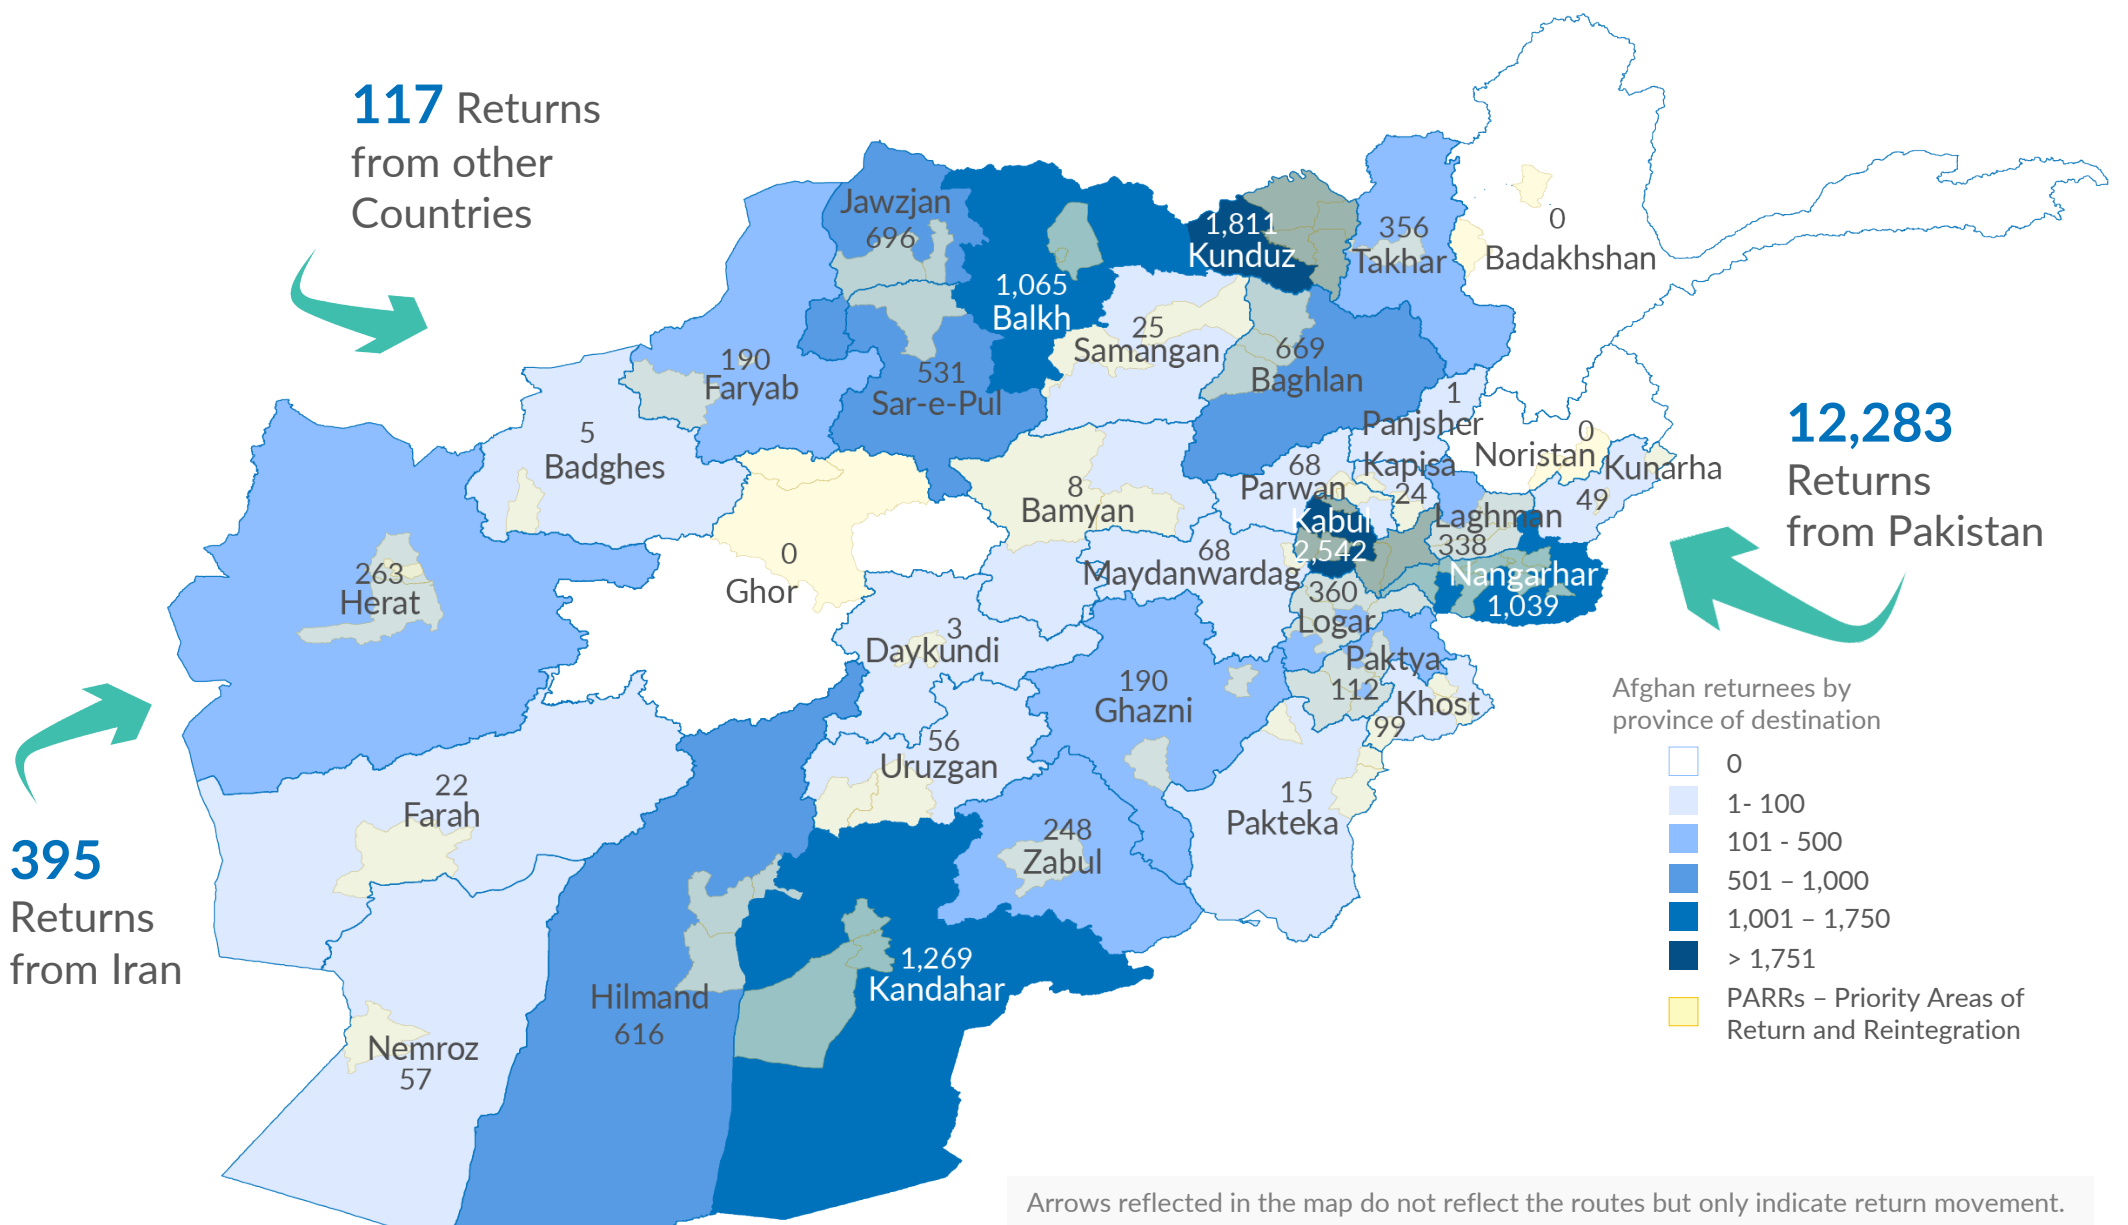 117 Returns
from other
Countries
Jawzjan
696
1,065
Balkh
1,811
Kunduz
356
Takhar
0
Badakhshan
25
Samangan
669
Baghlan
190
Faryab
531
Sar-e-Pul
1
Panjsher
0
Noristan
Kunarha
49
5
Badghes
68
Parwan
Kapisa
24
8
Bamyan
Kabul
2,542
Laghman
338
Nangarhar
1,039
12,283
Returns
from Pakistan
263
Herat
0
Ghor
68
Maydanwardag
360
Logar
3
Daykundi
Paktya
112
Khost
99
190
Ghazni
56
Uruzgan
22
Farah
15
Pakteka
248
Zabul
395
Returns
from Iran
1,269
Kandahar
Hilmand
616
Nemroz
57
Afghan returnees by
province of destination
0
1- 100
101 - 500
501 – 1,000
1,001 – 1,750
> 1,751
PARRs – Priority Areas of
Return and Reintegration
Arrows reflected in the map do not reflect the routes but only indicate return movement.